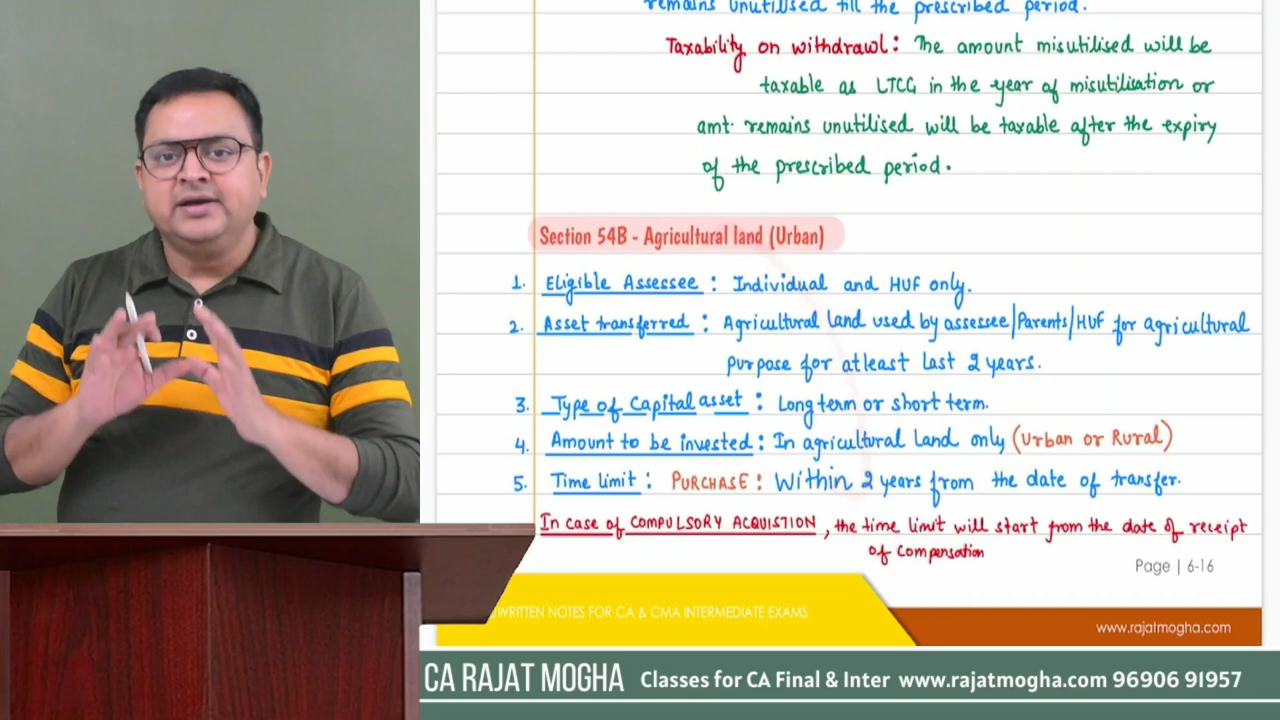 remains unutilised till the prescribed period.
Taxability on withdrawl : The amount misutilised will be
taxable as LTCG in the year of misutilisation or
amt. remains unutilised will be taxable after the expiry
of the prescribed period.
Section 54B - Agricultural land (Urban)
1. Eligible Assessee : Individual and HUF only.
2. Asset transferred : Agricultural land used by assessee/Parents/HUF for agricultural
purpose for atleast last 2 years.
3. Type of Capital asset : Long term or short term.
4. Amount to be invested : In agricultural land only (Urban or Rural)
5. Time limit : PURCHASE : Within 2 years from the date of transfer.
In case of COMPULSORY ACQUISTION, the time limit will start from the date of receipt
of compensation
Page | 6-16
WRITTEN NOTES FOR CA & CMA INTERMEDIATE EXAMS
www.rajatmogha.com
CA RAJAT MOGHA Classes for CA Final & Inter www.rajatmogha.com 96906 91957